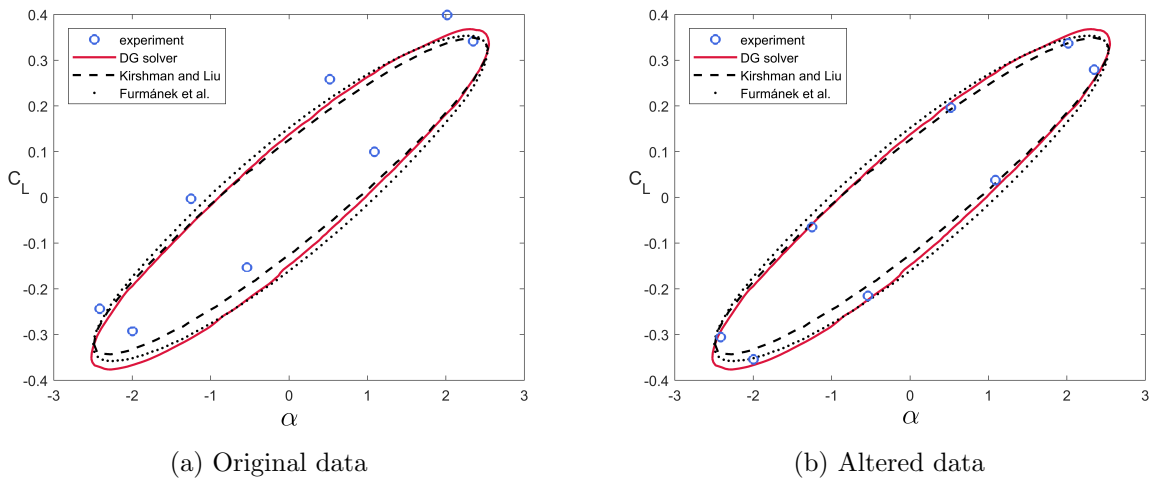 0.4
0.3
0.2
0.1
0
-0.1
-0.2
-0.3
-0.4
C_L
-3 -2 -1 0 1 2 3
α
experiment
DG solver
Kirshman and Liu
Furmánek et al.
(a) Original data
0.4
0.3
0.2
0.1
0
-0.1
-0.2
-0.3
-0.4
C_L
-3 -2 -1 0 1 2 3
α
experiment
DG solver
Kirshman and Liu
Furmánek et al.
(b) Altered data